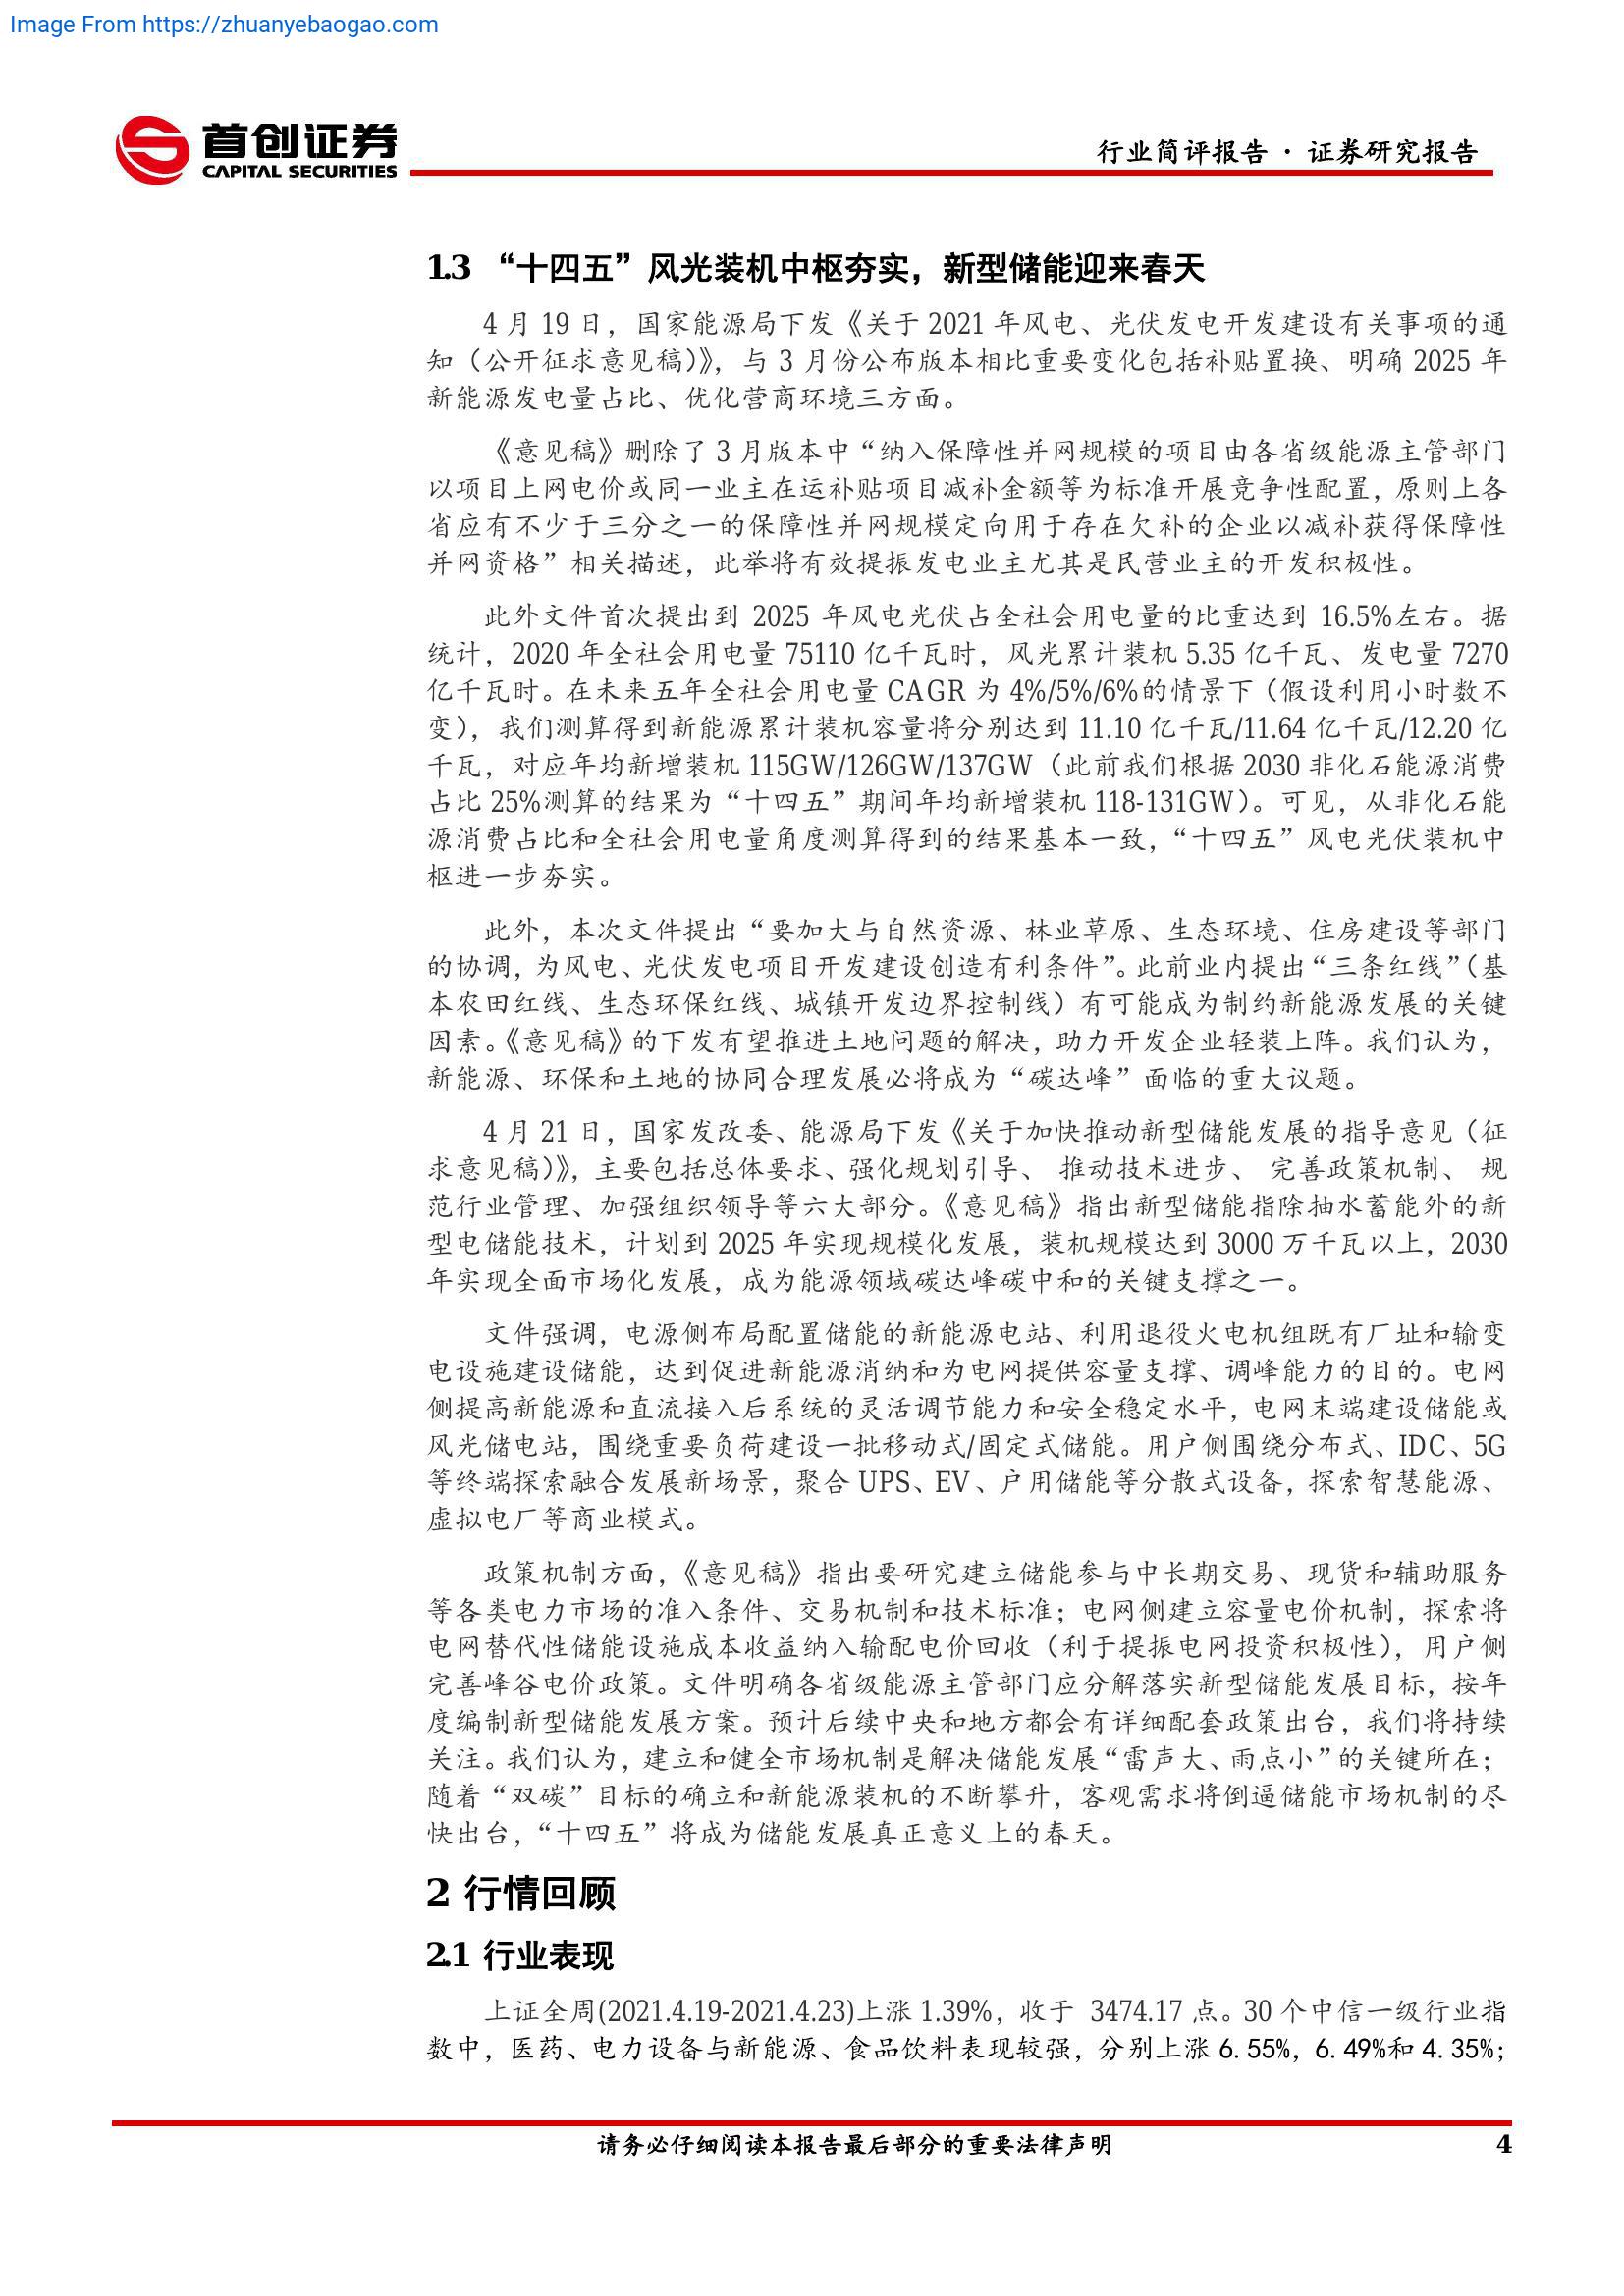 Image From https://zhuanyebaogao.com
首创证券
CAPITAL SECURITIES
行业简评报告 · 证券研究报告
1.3 “十四五”风光装机中枢夯实，新型储能迎来春天
4 月 19 日，国家能源局下发《关于 2021 年风电、光伏发电开发建设有关事项的通
知（公开征求意见稿）》，与 3 月份公布版本相比重要变化包括补贴置换、明确 2025 年
新能源发电量占比、优化营商环境三方面。
《意见稿》删除了 3 月版本中“纳入保障性并网规模的项目由各省级能源主管部门
以项目上网电价或同一业主在运补贴项目减补金额等为标准开展竞争性配置，原则上各
省应有不少于三分之一的保障性并网规模定向用于存在欠补的企业以减补获得保障性
并网资格”相关描述，此举将有效提振发电业主尤其是民营业主的开发积极性。
此外文件首次提出到 2025 年风电光伏占全社会用电量的比重达到 16.5%左右。据
统计，2020 年全社会用电量 75110 亿千瓦时，风光累计装机 5.35 亿千瓦、发电量 7270
亿千瓦时。在未来五年全社会用电量 CAGR 为 4%/5%/6%的情景下（假设利用小时数不
变），我们测算得到新能源累计装机容量将分别达到 11.10 亿千瓦/11.64 亿千瓦/12.20 亿
千瓦，对应年均新增装机 115GW/126GW/137GW（此前我们根据 2030 非化石能源消费
占比 25%测算的结果为“十四五”期间年均新增装机 118-131GW）。可见，从非化石能
源消费占比和全社会用电量角度测算得到的结果基本一致，“十四五”风电光伏装机中
枢进一步夯实。
此外，本次文件提出“要加大与自然资源、林业草原、生态环境、住房建设等部门
的协调，为风电、光伏发电项目开发建设创造有利条件”。此前业内提出“三条红线”（基
本农田红线、生态环保红线、城镇开发边界控制线）有可能成为制约新能源发展的关键
因素。《意见稿》的下发有望推进土地问题的解决，助力开发企业轻装上阵。我们认为，
新能源、环保和土地的协同合理发展必将成为“碳达峰”面临的重大议题。
4 月 21 日，国家发改委、能源局下发《关于加快推动新型储能发展的指导意见（征
求意见稿）》，主要包括总体要求、强化规划引导、 推动技术进步、 完善政策机制、 规
范行业管理、加强组织领导等六大部分。《意见稿》指出新型储能指除抽水蓄能外的新
型电储能技术，计划到 2025 年实现规模化发展，装机规模达到 3000 万千瓦以上，2030
年实现全面市场化发展，成为能源领域碳达峰碳中和的关键支撑之一。
文件强调，电源侧布局配置储能的新能源电站、利用退役火电机组既有厂址和输变
电设施建设储能，达到促进新能源消纳和为电网提供容量支撑、调峰能力的目的。电网
侧提高新能源和直流接入后系统的灵活调节能力和安全稳定水平，电网末端建设储能或
风光储电站，围绕重要负荷建设一批移动式/固定式储能。用户侧围绕分布式、IDC、5G
等终端探索融合发展新场景，聚合 UPS、EV、户用储能等分散式设备，探索智慧能源、
虚拟电厂等商业模式。
政策机制方面，《意见稿》指出要研究建立储能参与中长期交易、现货和辅助服务
等各类电力市场的准入条件、交易机制和技术标准；电网侧建立容量电价机制，探索将
电网替代性储能设施成本收益纳入输配电价回收（利于提振电网投资积极性），用户侧
完善峰谷电价政策。文件明确各省级能源主管部门应分解落实新型储能发展目标，按年
度编制新型储能发展方案。预计后续中央和地方都会有详细配套政策出台，我们将持续
关注。我们认为，建立和健全市场机制是解决储能发展“雷声大、雨点小”的关键所在；
随着“双碳”目标的确立和新能源装机的不断攀升，客观需求将倒逼储能市场机制的尽
快出台，“十四五”将成为储能发展真正意义上的春天。
2 行情回顾
2.1 行业表现
上证全周(2021.4.19-2021.4.23)上涨 1.39%，收于 3474.17 点。30 个中信一级行业指
数中，医药、电力设备与新能源、食品饮料表现较强，分别上涨 6.55%，6.49%和 4.35%；
请务必仔细阅读本报告最后部分的重要法律声明
4